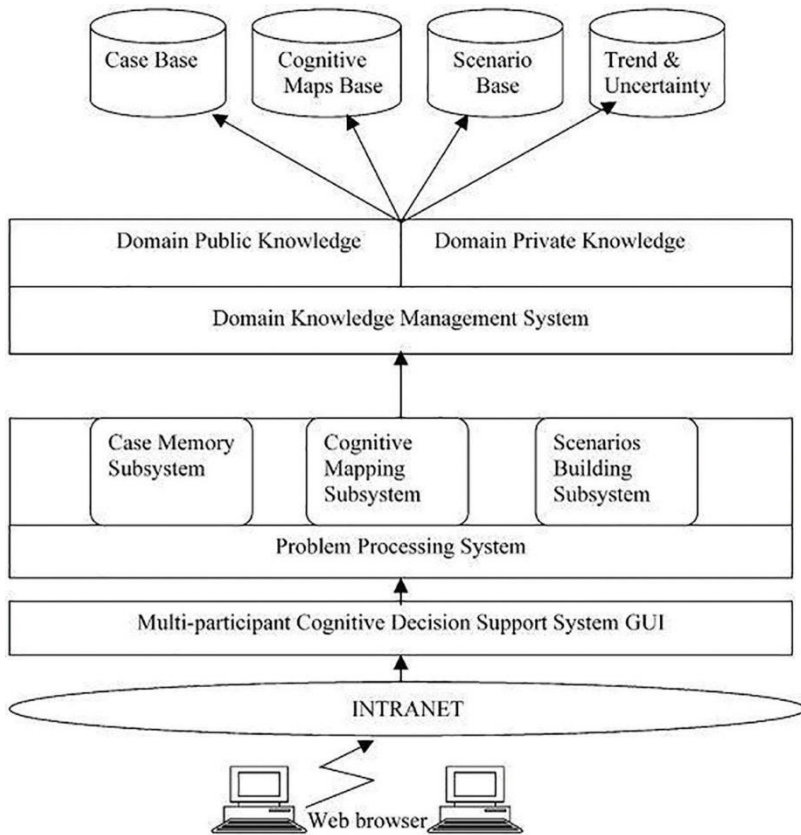 Case Base
Cognitive
Maps Base
Scenario
Base
Trend &
Uncertainty
Domain Public Knowledge
Domain Private Knowledge
Domain Knowledge Management System
Case Memory
Subsystem
Cognitive
Mapping
Subsystem
Scenarios
Building
Subsystem
Problem Processing System
Multi-participant Cognitive Decision Support System GUI
INTRANET
Web browser